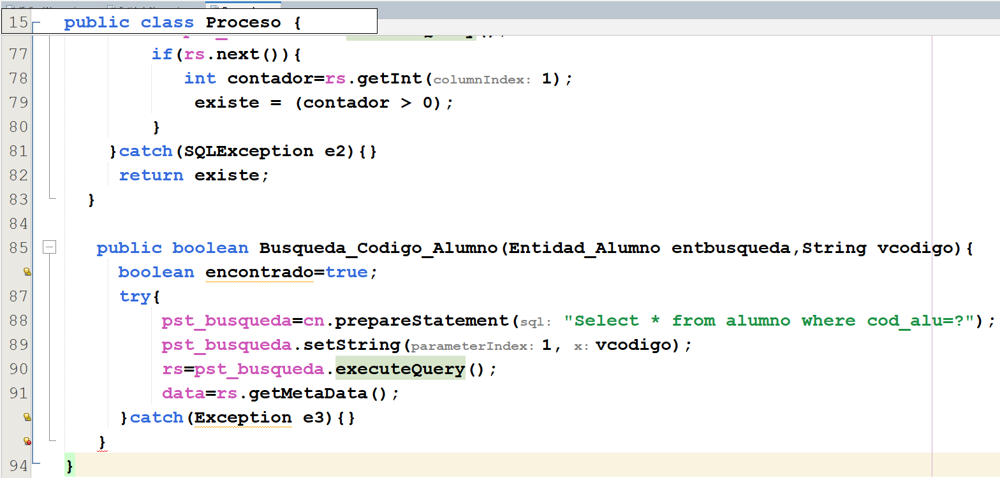 15 public class Proceso {
77 if(rs.next()){
78 int contador=rs.getInt(columnIndex: 1);
79 existe = (contador > 0);
80 }
81 }catch(SQLException e2){}
82 return existe;
83 }
84
85 public boolean Busqueda_Codigo_Alumno(Entidad_Alumno entbusqueda,String vcodigo){
boolean encontrado=true;
87 try{
88 pst_busqueda=cn.prepareStatement(sql: "Select * from alumno where cod_alu=?");
89 pst_busqueda.setString(parameterIndex: 1, x: vcodigo);
90 rs=pst_busqueda.executeQuery();
91 data=rs.getMetaData();
}catch(Exception e3){}
}
94 }